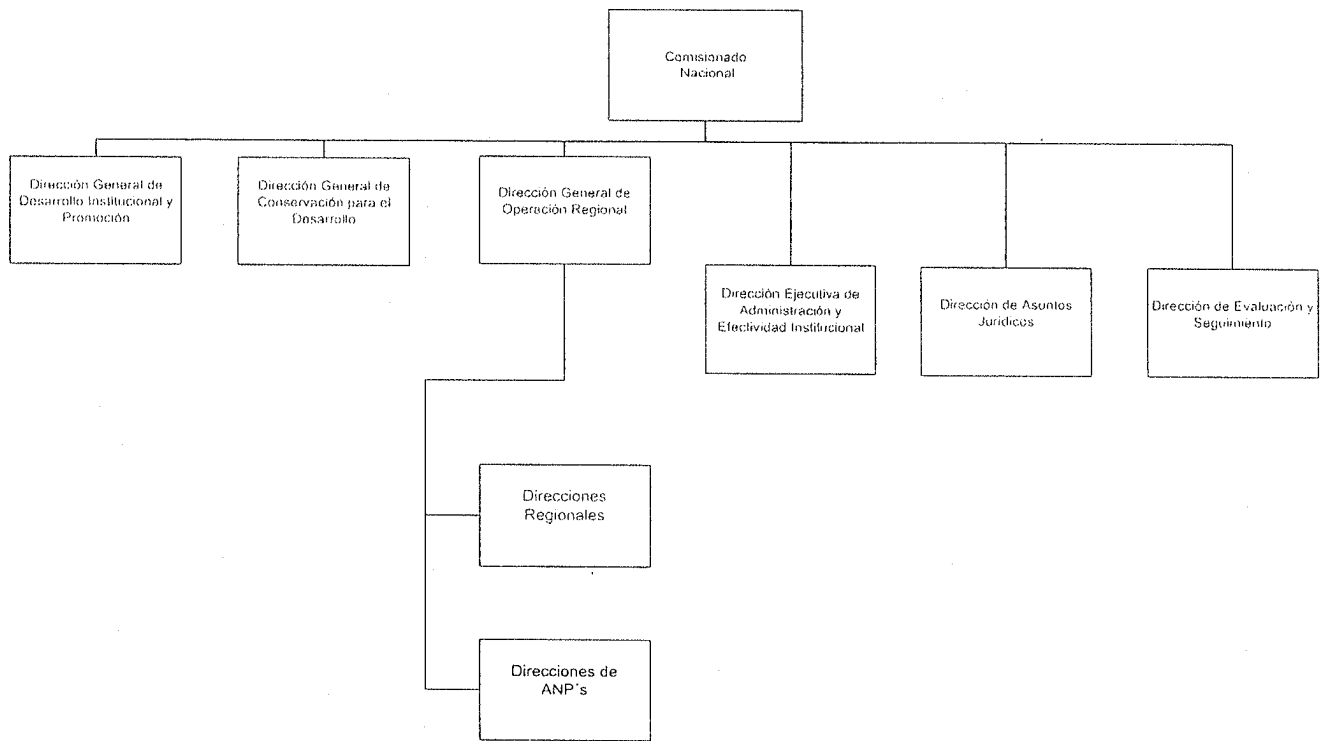 Comisionado
Nacional
Dirección General de
Desarrollo Institucional y
Promoción
Dirección General de
Conservación para el
Desarrollo
Dirección General de
Operación Regional
Dirección Ejecutiva de
Administración y
Efectividad Institucional
Dirección de Asuntos
Jurídicos
Dirección de Evaluación y
Seguimiento
Direcciones
Regionales
Direcciones de
ANP´s